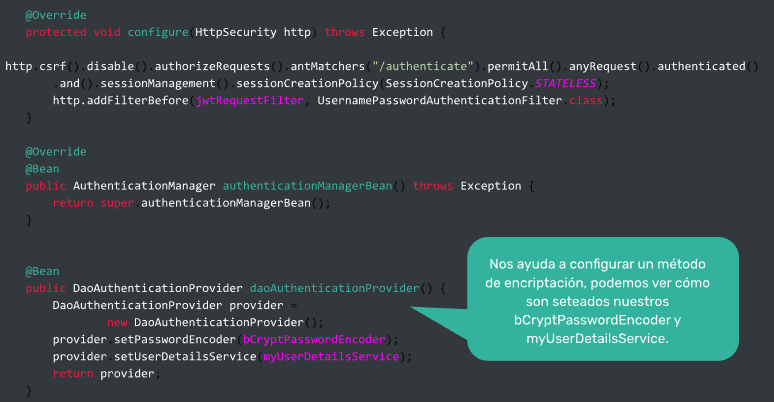 @Override
protected void configure(HttpSecurity http) throws Exception {
http.csrf().disable().authorizeRequests().antMatchers("/authenticate").permitAll().anyRequest().authenticated()
.and().sessionManagement().sessionCreationPolicy(SessionCreationPolicy.STATELESS);
http.addFilterBefore(jwtRequestFilter, UsernamePasswordAuthenticationFilter.class);
}
@Override
@Bean
public AuthenticationManager authenticationManagerBean() throws Exception {
return super.authenticationManagerBean();
}
@Bean
public DaoAuthenticationProvider daoAuthenticationProvider() {
DaoAuthenticationProvider provider =
new DaoAuthenticationProvider();
provider.setPasswordEncoder(bCryptPasswordEncoder);
provider.setUserDetailsService(myUserDetailsService);
return provider;
}
Nos ayuda a configurar un método
de encriptación, podemos ver cómo
son seteados nuestros
bCryptPasswordEncoder y
myUserDetailsService.